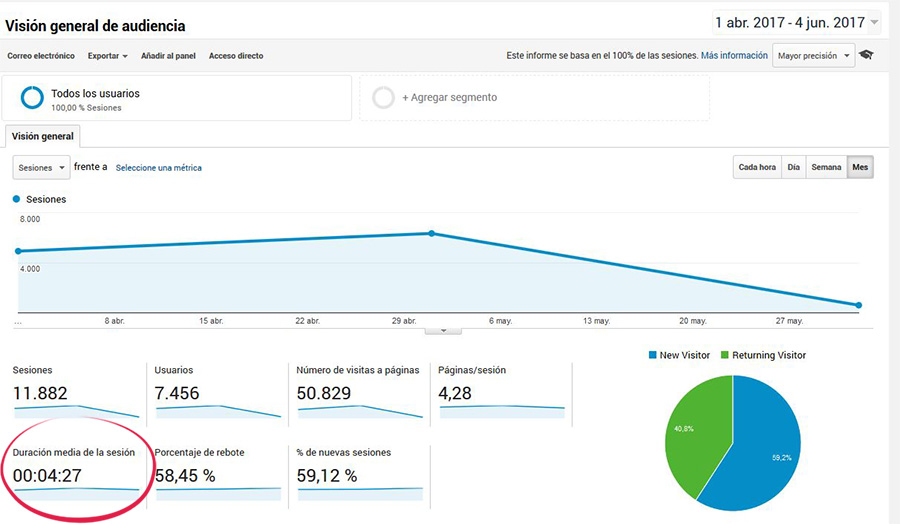 Visión general de audiencia
1 abr. 2017 - 4 jun. 2017
Correo electrónico Exportar Añadir al panel Acceso directo
Este informe se basa en el 100% de las sesiones. Más información Mayor precisión
Todos los usuarios
100,00 % Sesiones
+ Agregar segmento
Visión general
Sesiones frente a Seleccione una métrica
Cada hora Día Semana Mes
Sesiones
8.000
4.000
... 8 abr. 15 abr. 22 abr. 29 abr. 6 may. 13 may. 20 may. 27 may.
New Visitor Returning Visitor
Sesiones Usuarios Número de visitas a páginas Páginas/sesión
11.882 7.456 50.829 4,28
40,8%
59,2%
Duración media de la sesión Porcentaje de rebote % de nuevas sesiones
00:04:27 58,45 % 59,12 %